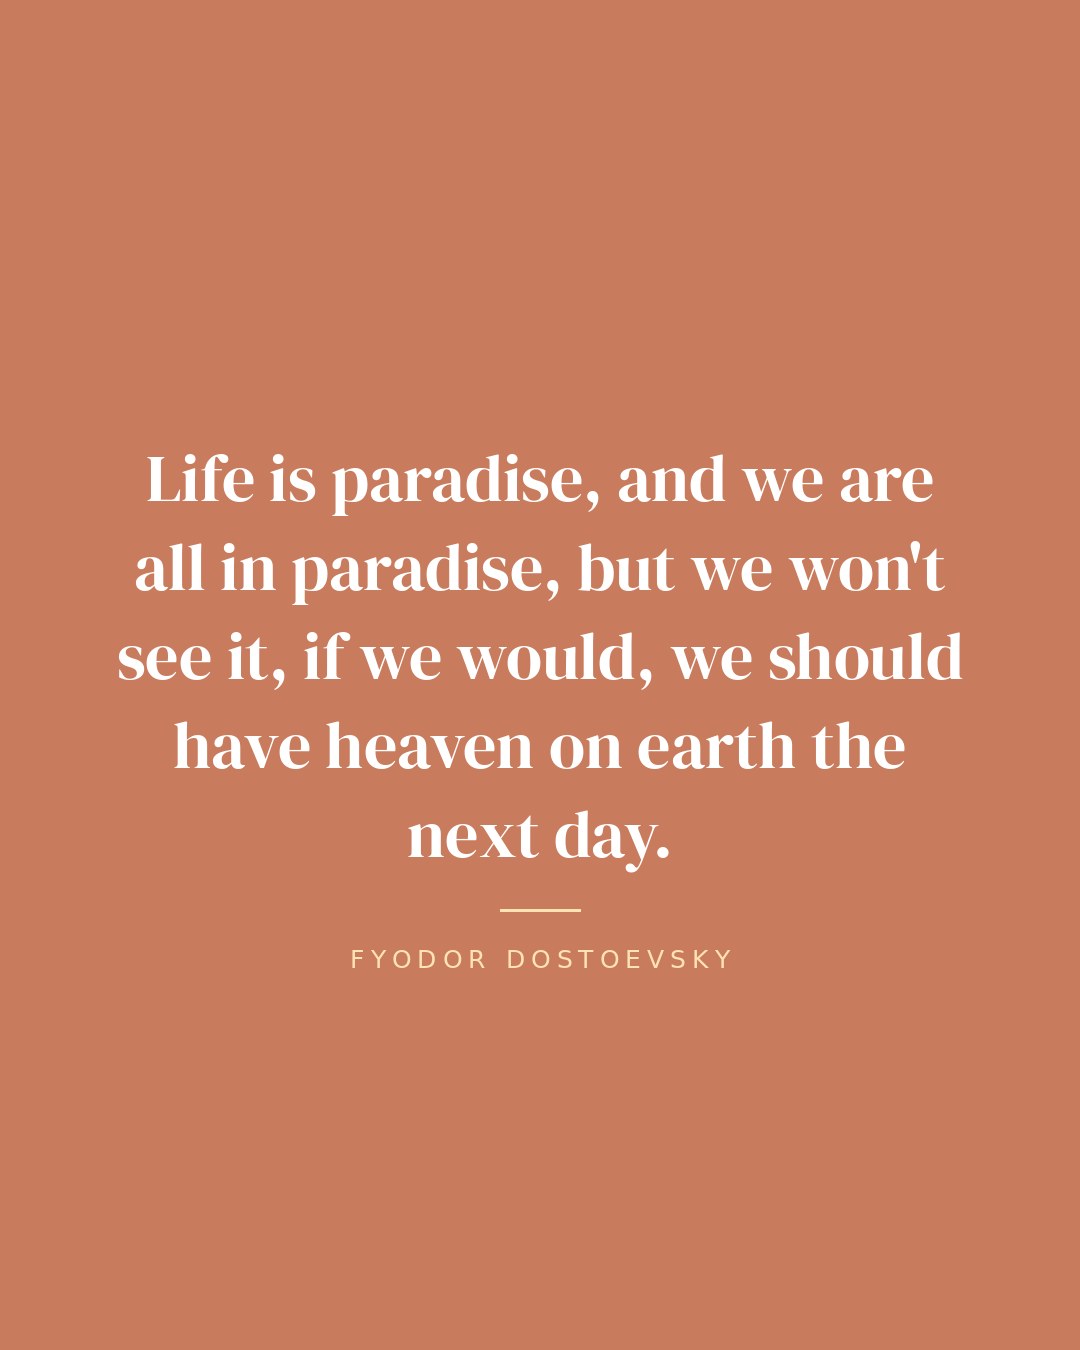 Life is paradise, and we are
all in paradise, but we won't
see it, if we would, we should
have heaven on earth the
next day.
FYODOR DOSTOEVSKY